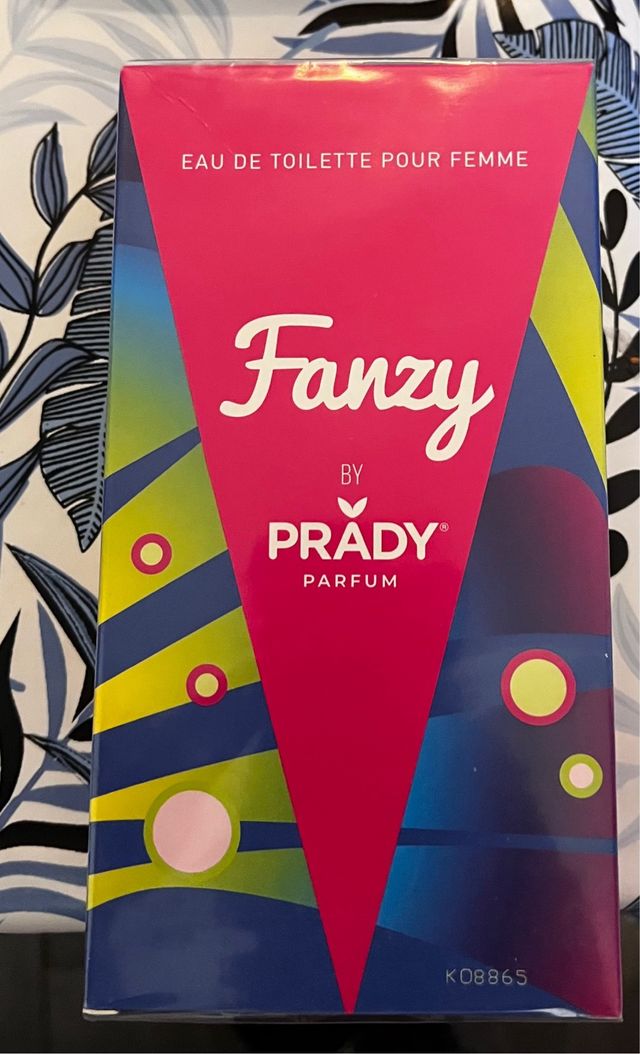 EAU DE TOILETTE POUR FEMME
Fanzy
BY
PRADY®
PARFUM
K08865